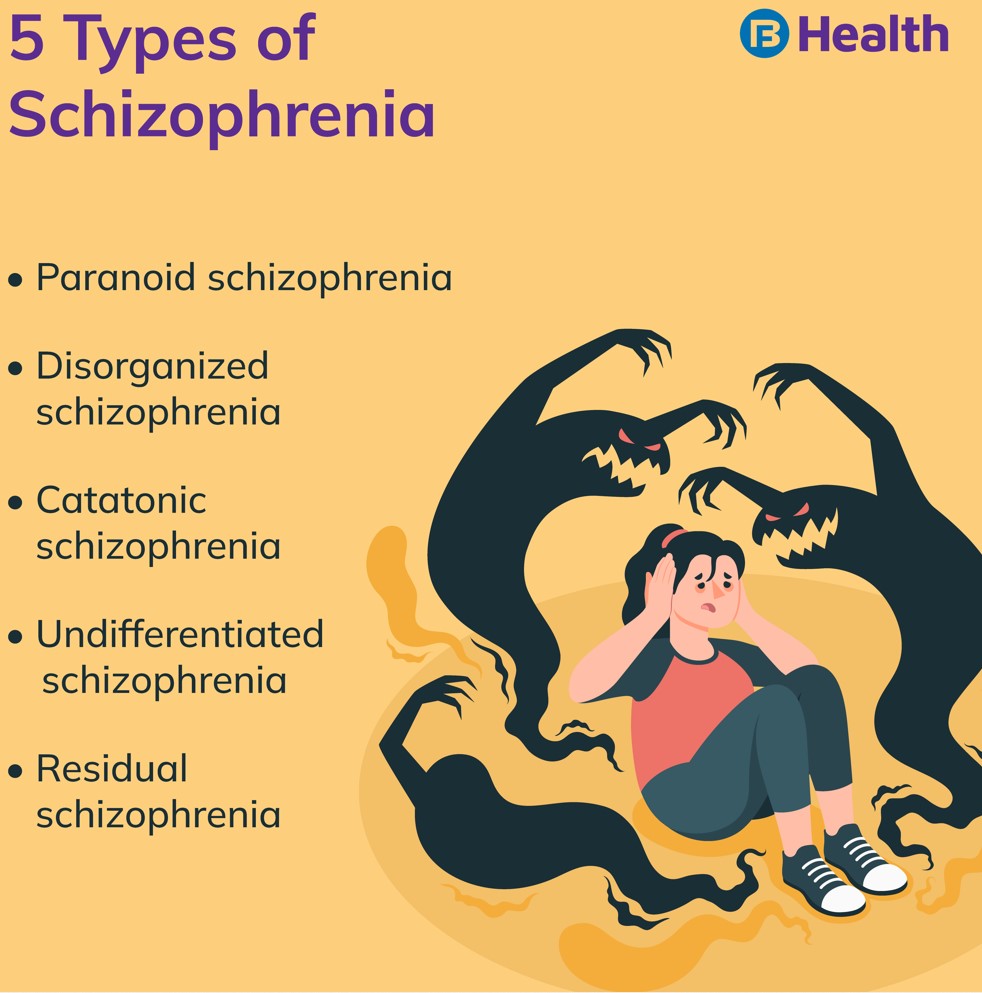 5 Types of
Schizophrenia
B Health
• Paranoid schizophrenia
• Disorganized
schizophrenia
• Catatonic
schizophrenia
• Undifferentiated
schizophrenia
• Residual
schizophrenia